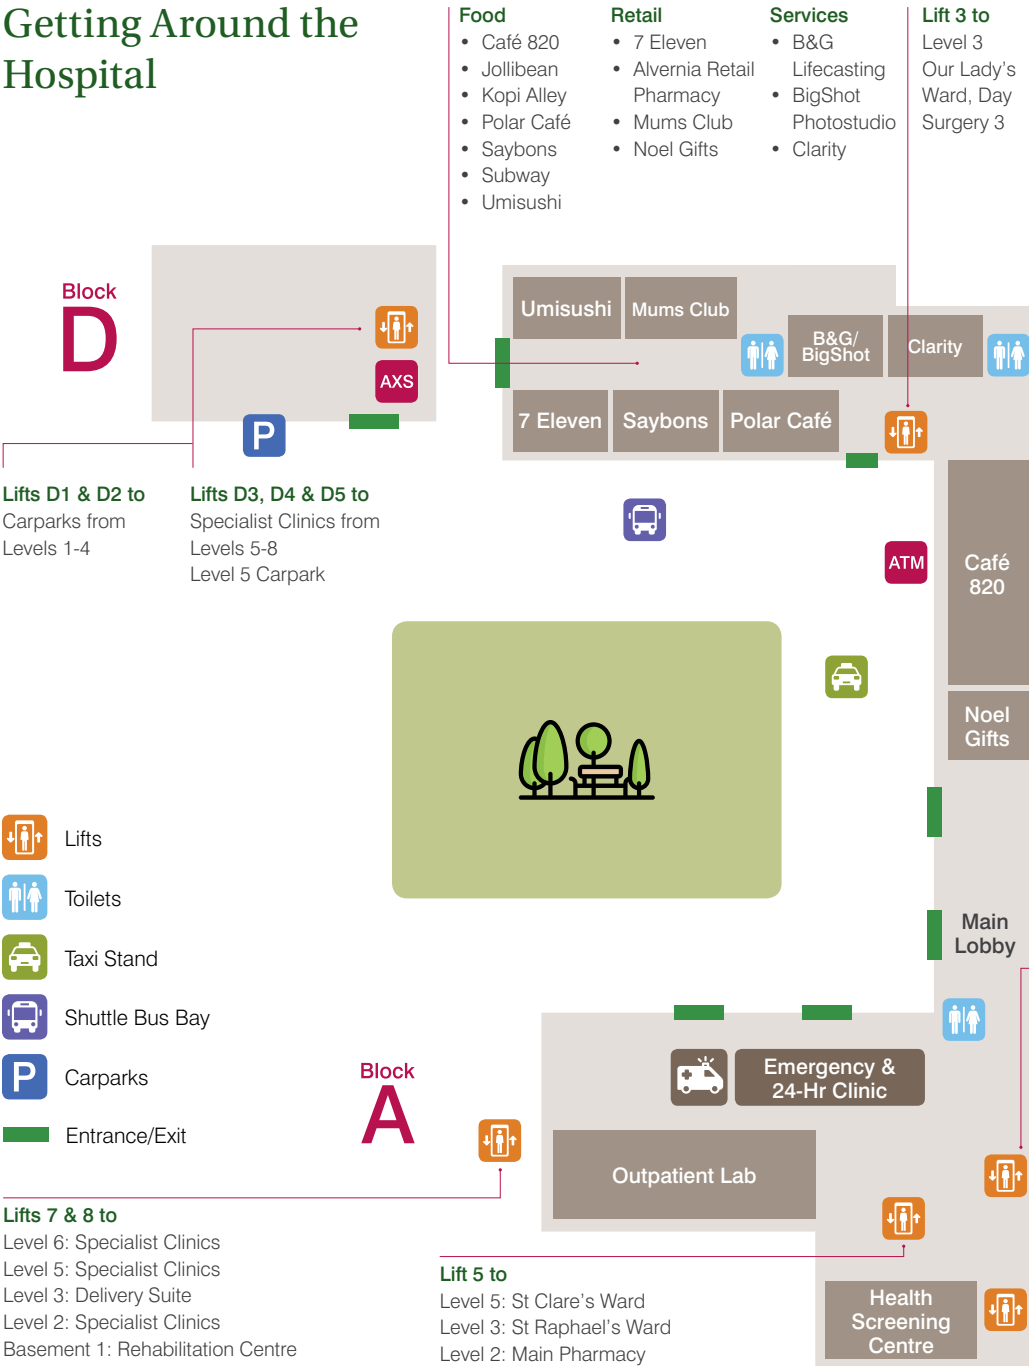 Getting Around the
Hospital
Food
• Café 820
• Jollibean
• Kopi Alley
• Polar Café
• Saybons
• Subway
• Umisushi
Retail
• 7 Eleven
• Alvernia Retail
Pharmacy
• Mums Club
• Noel Gifts
Services
• B&G
Lifecasting
• BigShot
Photostudio
• Clarity
Lift 3 to
Level 3
Our Lady's
Ward, Day
Surgery 3
Block
D
AXS
P
Umisushi
Mums Club
B&G/
BigShot
Clarity
7 Eleven
Saybons
Polar Café
Lifts D1 & D2 to
Carparks from
Levels 1-4
Lifts D3, D4 & D5 to
Specialist Clinics from
Levels 5-8
Level 5 Carpark
ATM
Café
820
Noel
Gifts
Main
Lobby
Lifts
Toilets
Taxi Stand
Shuttle Bus Bay
P
Carparks
Entrance/Exit
Block
A
Emergency &
24-Hr Clinic
Outpatient Lab
Lifts 7 & 8 to
Level 6: Specialist Clinics
Level 5: Specialist Clinics
Level 3: Delivery Suite
Level 2: Specialist Clinics
Basement 1: Rehabilitation Centre
Lift 5 to
Level 5: St Clare's Ward
Level 3: St Raphael's Ward
Level 2: Main Pharmacy
Health
Screening
Centre